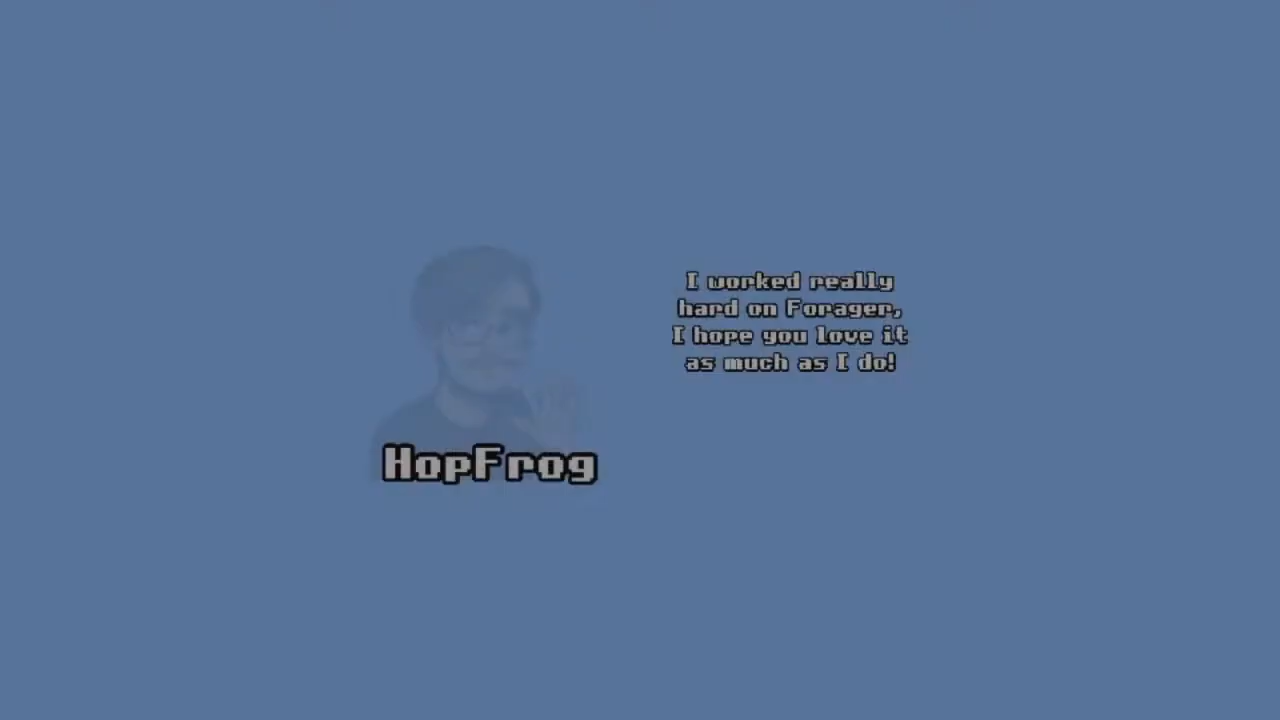 I worked really
hard on Forager,
I hope you love it
as much as I do!
HopFrog